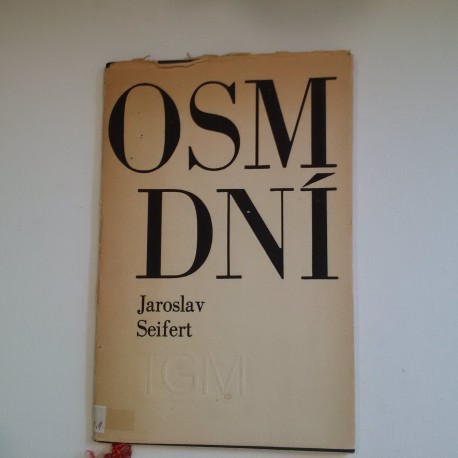 OSM
DNÍ
Jaroslav
Seifert
TGM